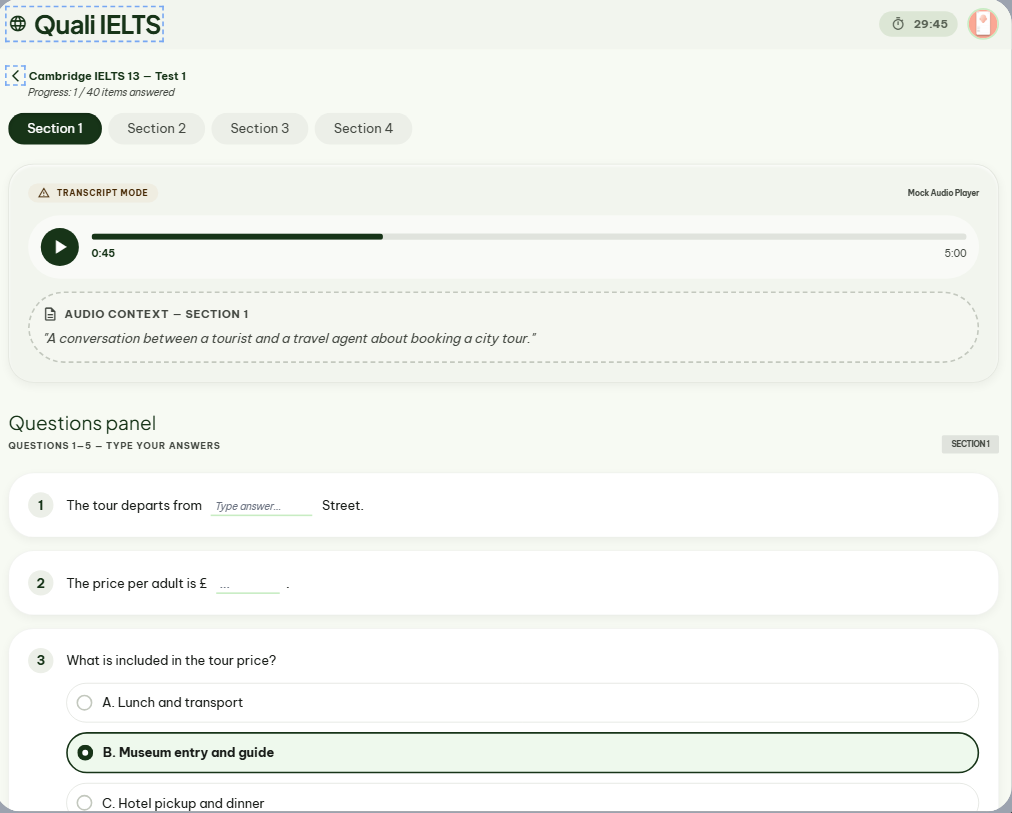 Quali IELTS
29:45
Cambridge IELTS 13 – Test 1
Progress: 1 / 40 items answered
Section 1 Section 2 Section 3 Section 4
TRANSCRIPT MODE
Mock Audio Player
0:45 5:00
AUDIO CONTEXT – SECTION 1
"A conversation between a tourist and a travel agent about booking a city tour."
Questions panel
QUESTIONS 1–5 – TYPE YOUR ANSWERS
SECTION 1
1 The tour departs from Type answer... Street.
2 The price per adult is £ ... .
3 What is included in the tour price?
A. Lunch and transport
B. Museum entry and guide
C. Hotel pickup and dinner